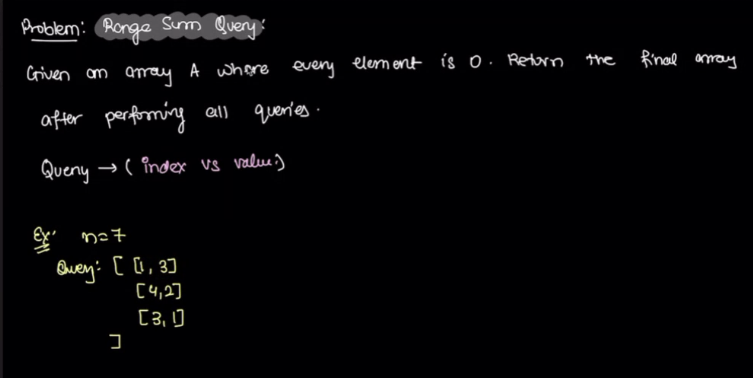 Problem: Range Sum Query:
Given an array A where every element is 0. Return the final array
after performing all queries.
Query → ( index vs value )
Ex: n=7
Query: [ [1, 3]
[4,2]
[3, 1]
]